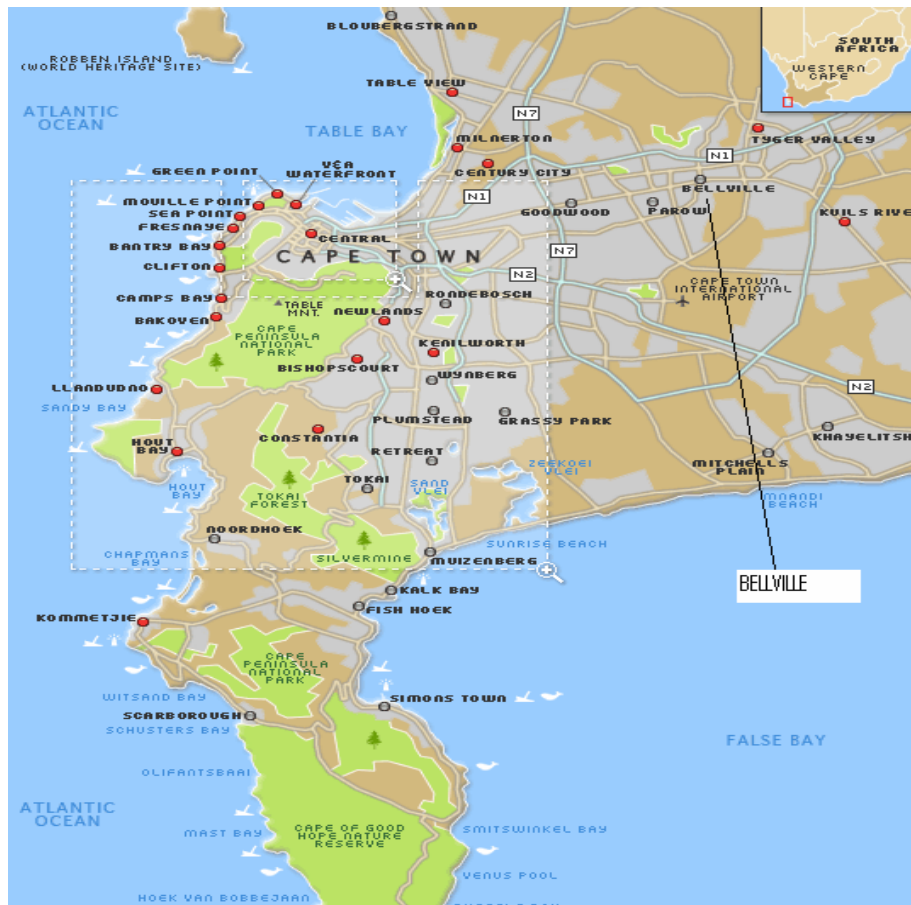 BLOUBERGSTRAND
ROBBEN ISLAND
(WORLD HERITAGE SITE)
SOUTH
AFRICA
WESTERN
CAPE
TABLE VIEW
ATLANTIC
OCEAN
TABLE BAY
N7
MILNERTON
TYGER VALLEY
V&A
WATERFRONT
GREEN POINT
CENTURY CITY
N1
BELLVILLE
MOUILLE POINT
N1
GOODWOOD
PAROW
SEA POINT
KUILS RIVE
FRESNAYE
CENTRAL
BANTRY BAY
CAPE TOWN
N7
CLIFTON
N2
CAPE TOWN
INTERNATIONAL
AIRPORT
CAMPS BAY
TABLE
MNT.
RONDEBOSCH
BAKOVEN
NEWLANDS
CAPE
PENINSULA
NATIONAL
PARK
KENILWORTH
BISHOPSCOURT
WYNBERG
LLANDUDNO
N2
SANDY BAY
PLUMSTEAD
GRASSY PARK
CONSTANTIA
KHAYELITSH
HOUT
BAY
RETREAT
MITCHELLS
PLAIN
ZEEKOEI
VLEI
TOKAI
SAND
VLEI
HOUT
BAY
TOKAI
FOREST
MNANDI
BEACH
NOORDHOEK
SUNRISE BEACH
CHAPMANS
BAY
SILVERMINE
MUIZENBERG
BELLVILLE
KALK BAY
FISH HOEK
KOMMETJIE
CAPE
PENINSULA
NATIONAL
PARK
WITSAND BAY
SIMONS TOWN
SCARBOROUGH
SCHUSTERS BAY
FALSE BAY
OLIFANTSBAAI
ATLANTIC
OCEAN
MAST BAY
CAPE OF GOOD
HOPE NATURE
RESERVE
SMITSWINKEL BAY
VENUS POOL
HOEK VAN BOBBEJAAN